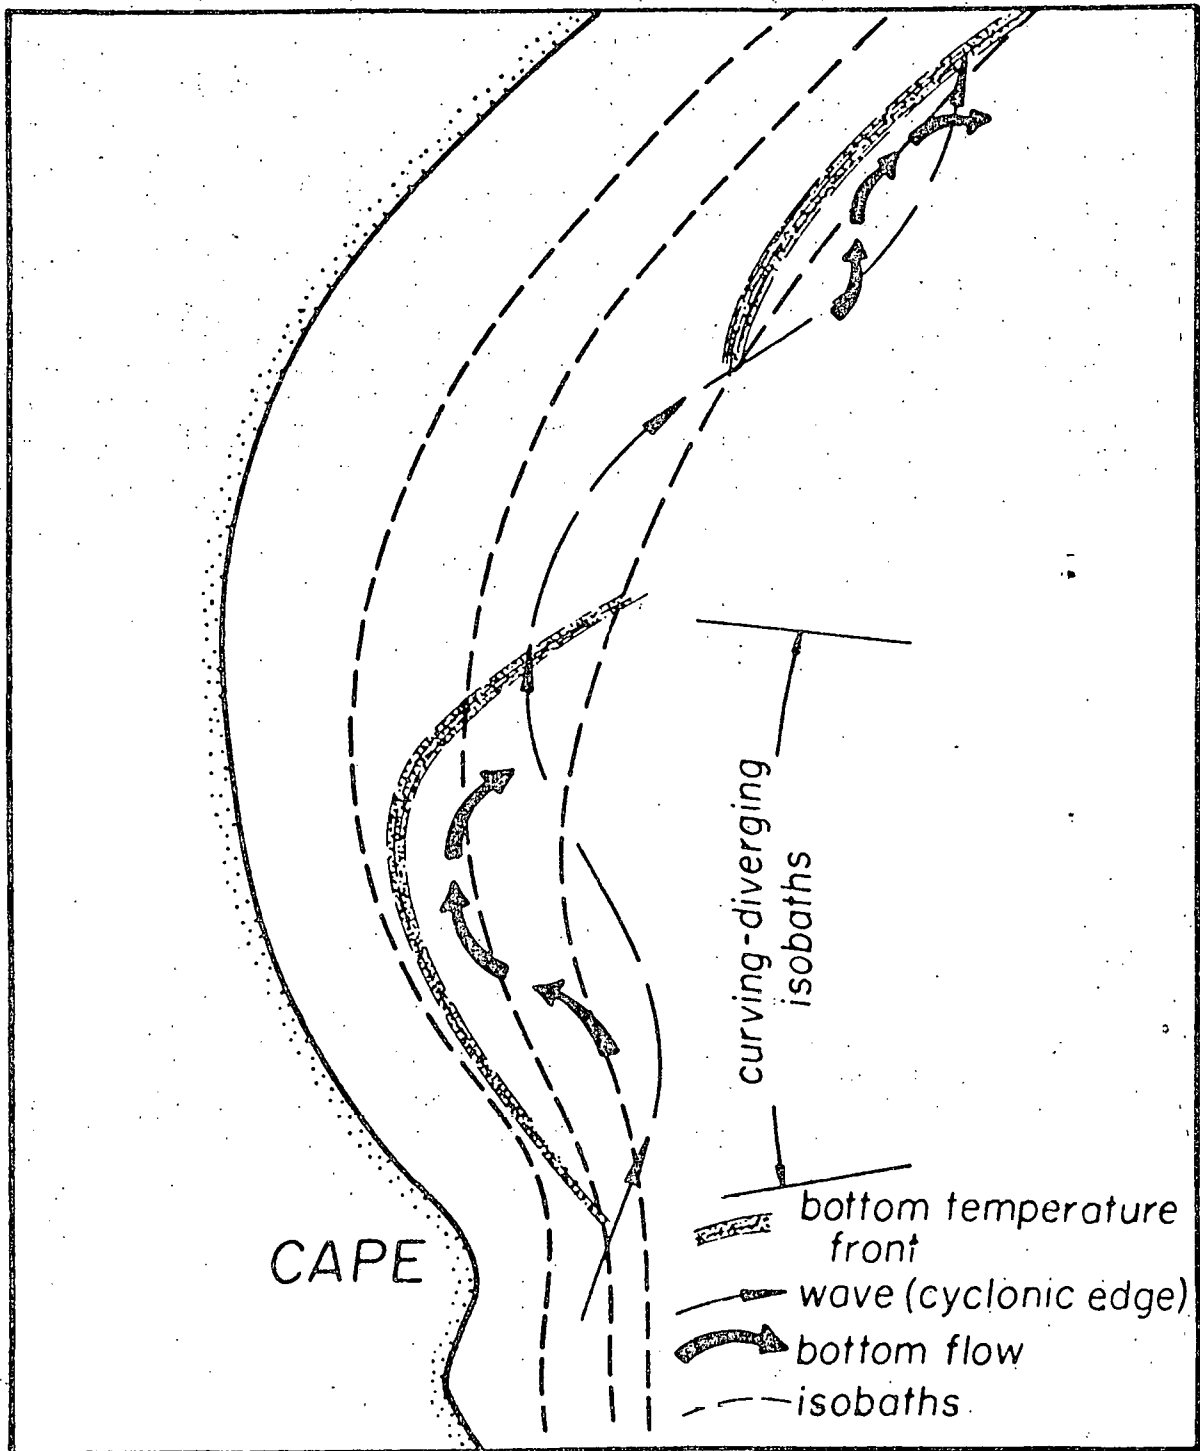 curving-diverging
isobaths
CAPE
bottom temperature
front
wave (cyclonic edge)
bottom flow
isobaths